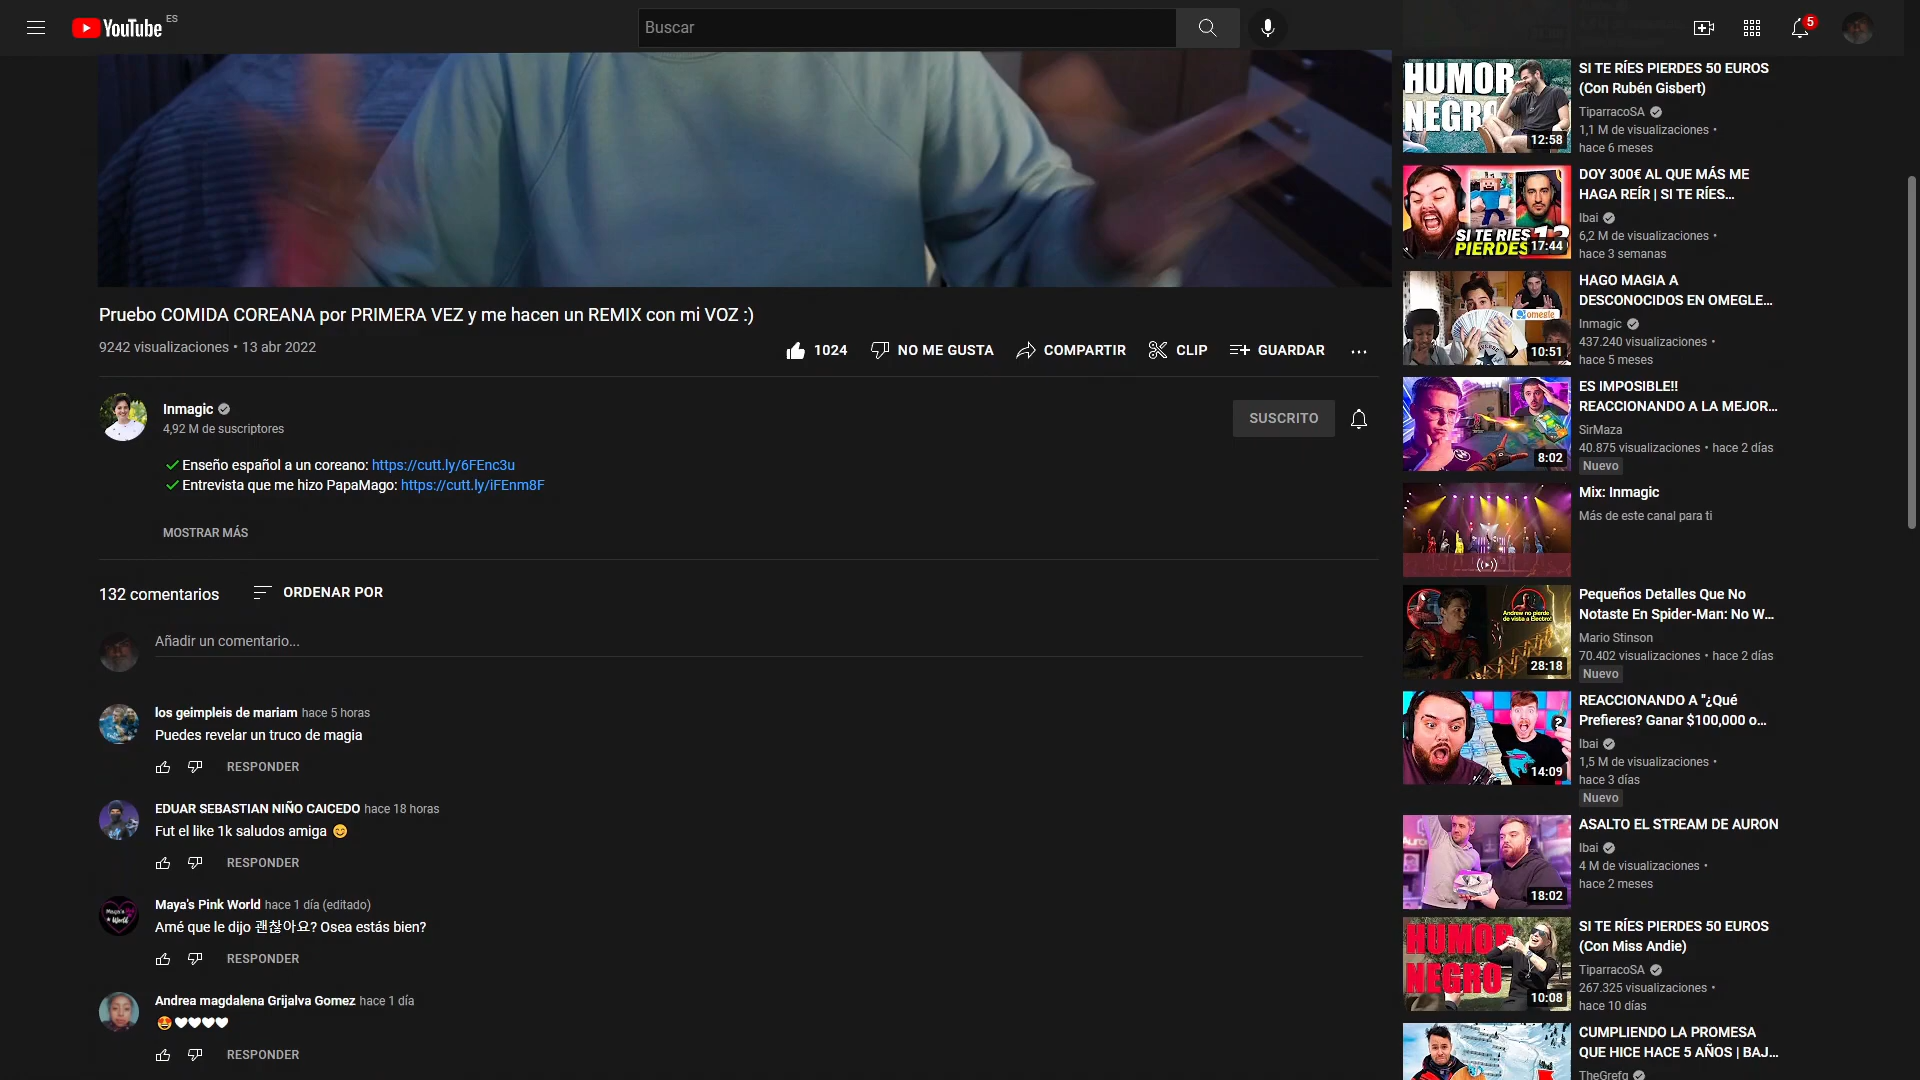 YouTube ES
Buscar
5
Pruebo COMIDA COREANA por PRIMERA VEZ y me hacen un REMIX con mi VOZ :)
9242 visualizaciones • 13 abr 2022
1024
NO ME GUSTA
COMPARTIR
CLIP
GUARDAR
Inmagic
4,92 M de suscriptores
SUSCRITO
Enseño español a un coreano: https://cutt.ly/6FEnc3u
Entrevista que me hizo PapaMago: https://cutt.ly/iFEnm8F
MOSTRAR MÁS
132 comentarios
ORDENAR POR
Añadir un comentario...
los geimpleis de mariam hace 5 horas
Puedes revelar un truco de magia
RESPONDER
EDUAR SEBASTIAN NIÑO CAICEDO hace 18 horas
Fut el like 1k saludos amiga 😊
RESPONDER
Maya's Pink World hace 1 día (editado)
Amé que le dijo 괜찮아요? Osea estás bien?
RESPONDER
Andrea magdalena Grijalva Gomez hace 1 día
🤩🤍🤍🤍🤍
RESPONDER
HUMOR
NEGR
12:58
SI TE RÍES PIERDES 50 EUROS
(Con Rubén Gisbert)
TiparracoSA
1,1 M de visualizaciones •
hace 6 meses
SI TE RIES
PIERDES
17:44
DOY 300€ AL QUE MÁS ME
HAGA REÍR | SI TE RÍES...
Ibai
6,2 M de visualizaciones •
hace 3 semanas
omegle
10:51
HAGO MAGIA A
DESCONOCIDOS EN OMEGLE...
Inmagic
437.240 visualizaciones •
hace 5 meses
8:02
ES IMPOSIBLE!!
REACCIONANDO A LA MEJOR...
SirMaza
40.875 visualizaciones • hace 2 días
Nuevo
Mix: Inmagic
Más de este canal para ti
Andrew no pierde
de vista a Electro!
28:18
Pequeños Detalles Que No
Notaste En Spider-Man: No W...
Mario Stinson
70.402 visualizaciones • hace 2 días
Nuevo
14:09
REACCIONANDO A "¿Qué
Prefieres? Ganar $100,000 o...
Ibai
1,5 M de visualizaciones •
hace 3 días
Nuevo
18:02
ASALTO EL STREAM DE AURON
Ibai
4 M de visualizaciones •
hace 2 meses
HUMOR
NEGRO
10:08
SI TE RÍES PIERDES 50 EUROS
(Con Miss Andie)
TiparracoSA
267.325 visualizaciones •
hace 10 días
CUMPLIENDO LA PROMESA
QUE HICE HACE 5 AÑOS | BAJ...
TheGrefg